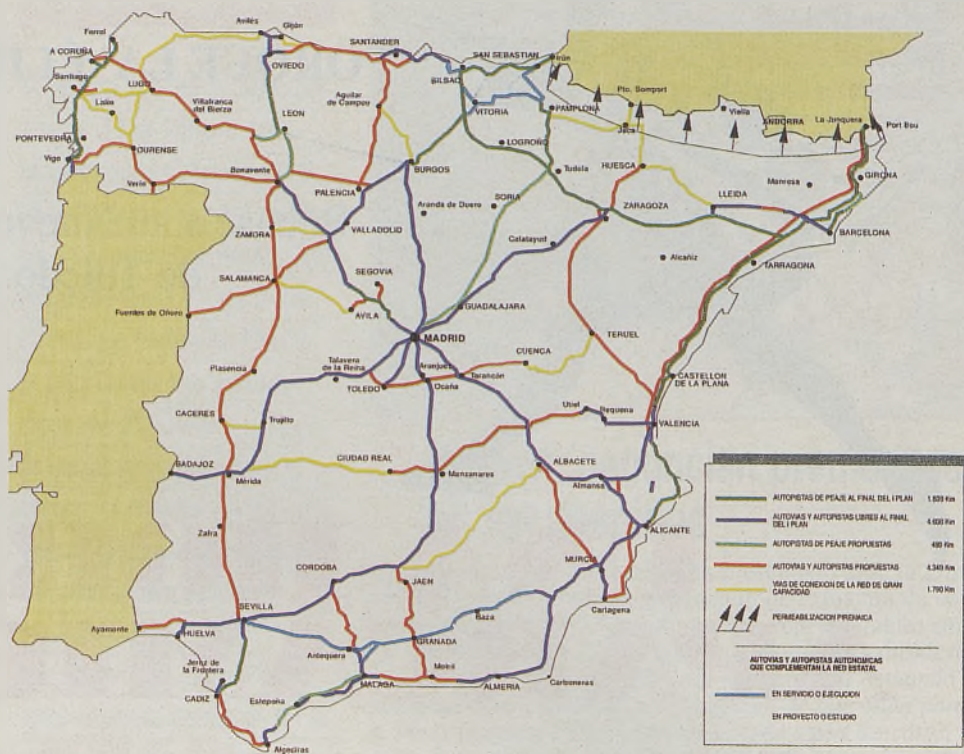 Ferrol
A CORUÑA
Santiago
LUGO
Lalín
PONTEVEDRA
Vigo
OURENSE
Verín
Villafranca
del Bierzo
Avilés
Gijón
OVIEDO
LEON
Benavente
SANTANDER
Aguilar
de Campoo
PALENCIA
BURGOS
BILBAO
SAN SEBASTIAN
Irún
VITORIA
PAMPLONA
LOGROÑO
Tudela
SORIA
Aranda de Duero
Pto. Somport
Jaca
HUESCA
Viella
ANDORRA
La Junquera
Port Bou
GIRONA
Manresa
LLEIDA
BARCELONA
TARRAGONA
ZARAGOZA
Calatayud
Alcañiz
ZAMORA
VALLADOLID
SALAMANCA
SEGOVIA
AVILA
Fuentes de Oñoro
GUADALAJARA
MADRID
TERUEL
CUENCA
Tarancón
Aranjuez
Ocaña
TOLEDO
Talavera
de la Reina
Plasencia
CACERES
Trujillo
BADAJOZ
Mérida
CIUDAD REAL
Manzanares
Utiel
Requena
VALENCIA
CASTELLON
DE LA PLANA
ALBACETE
Almansa
ALICANTE
MURCIA
Cartagena
Zafra
CORDOBA
JAEN
SEVILLA
HUELVA
Ayamonte
Jerez de
la Frontera
CADIZ
Algeciras
Estepona
MALAGA
Antequera
GRANADA
Baza
Motril
ALMERIA
Carboneras
AUTOPISTAS DE PEAJE AL FINAL DEL I PLAN
AUTOVIAS Y AUTOPISTAS LIBRES AL FINAL
DEL I PLAN 4.600 Km
AUTOPISTAS DE PEAJE PROPUESTAS
AUTOVIAS Y AUTOPISTAS PROPUESTAS
VIAS DE CONEXION DE LA RED DE GRAN
CAPACIDAD 1.790 Km
PERMEABILIZACION PIRENAICA
AUTOVIAS Y AUTOPISTAS AUTONOMICAS
QUE COMPLEMENTAN LA RED ESTATAL
EN SERVICIO O EJECUCION
EN PROYECTO O ESTUDIO